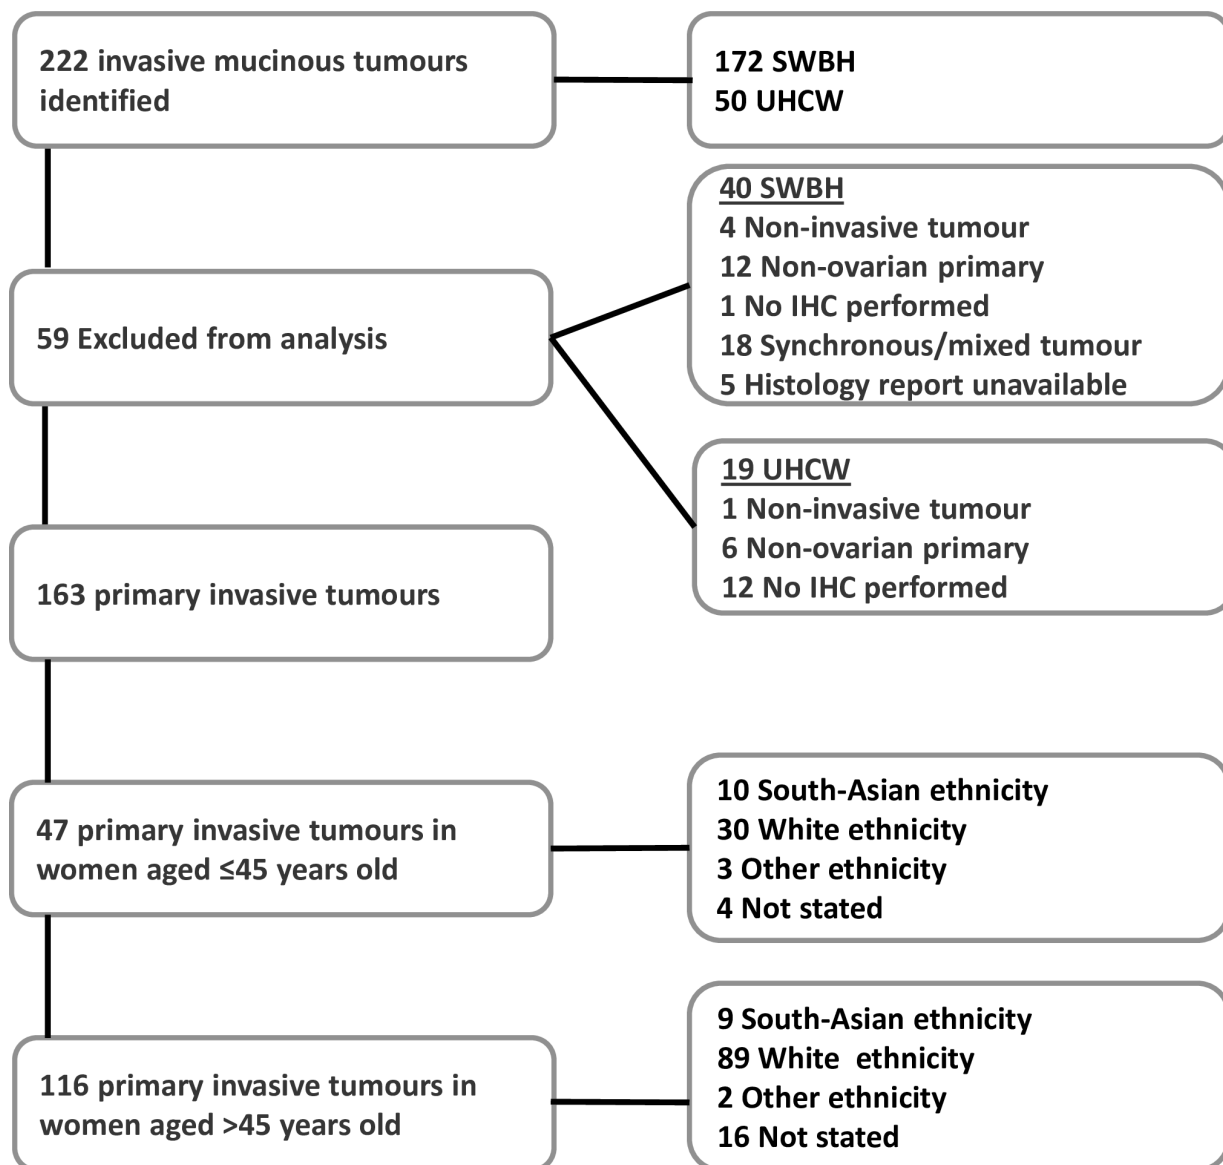 222 invasive mucinous tumours
identified
172 SWBH
50 UHCW
59 Excluded from analysis
40 SWBH
4 Non-invasive tumour
12 Non-ovarian primary
1 No IHC performed
18 Synchronous/mixed tumour
5 Histology report unavailable
19 UHCW
1 Non-invasive tumour
6 Non-ovarian primary
12 No IHC performed
163 primary invasive tumours
47 primary invasive tumours in
women aged ≤45 years old
10 South-Asian ethnicity
30 White ethnicity
3 Other ethnicity
4 Not stated
116 primary invasive tumours in
women aged >45 years old
9 South-Asian ethnicity
89 White  ethnicity
2 Other ethnicity
16 Not stated